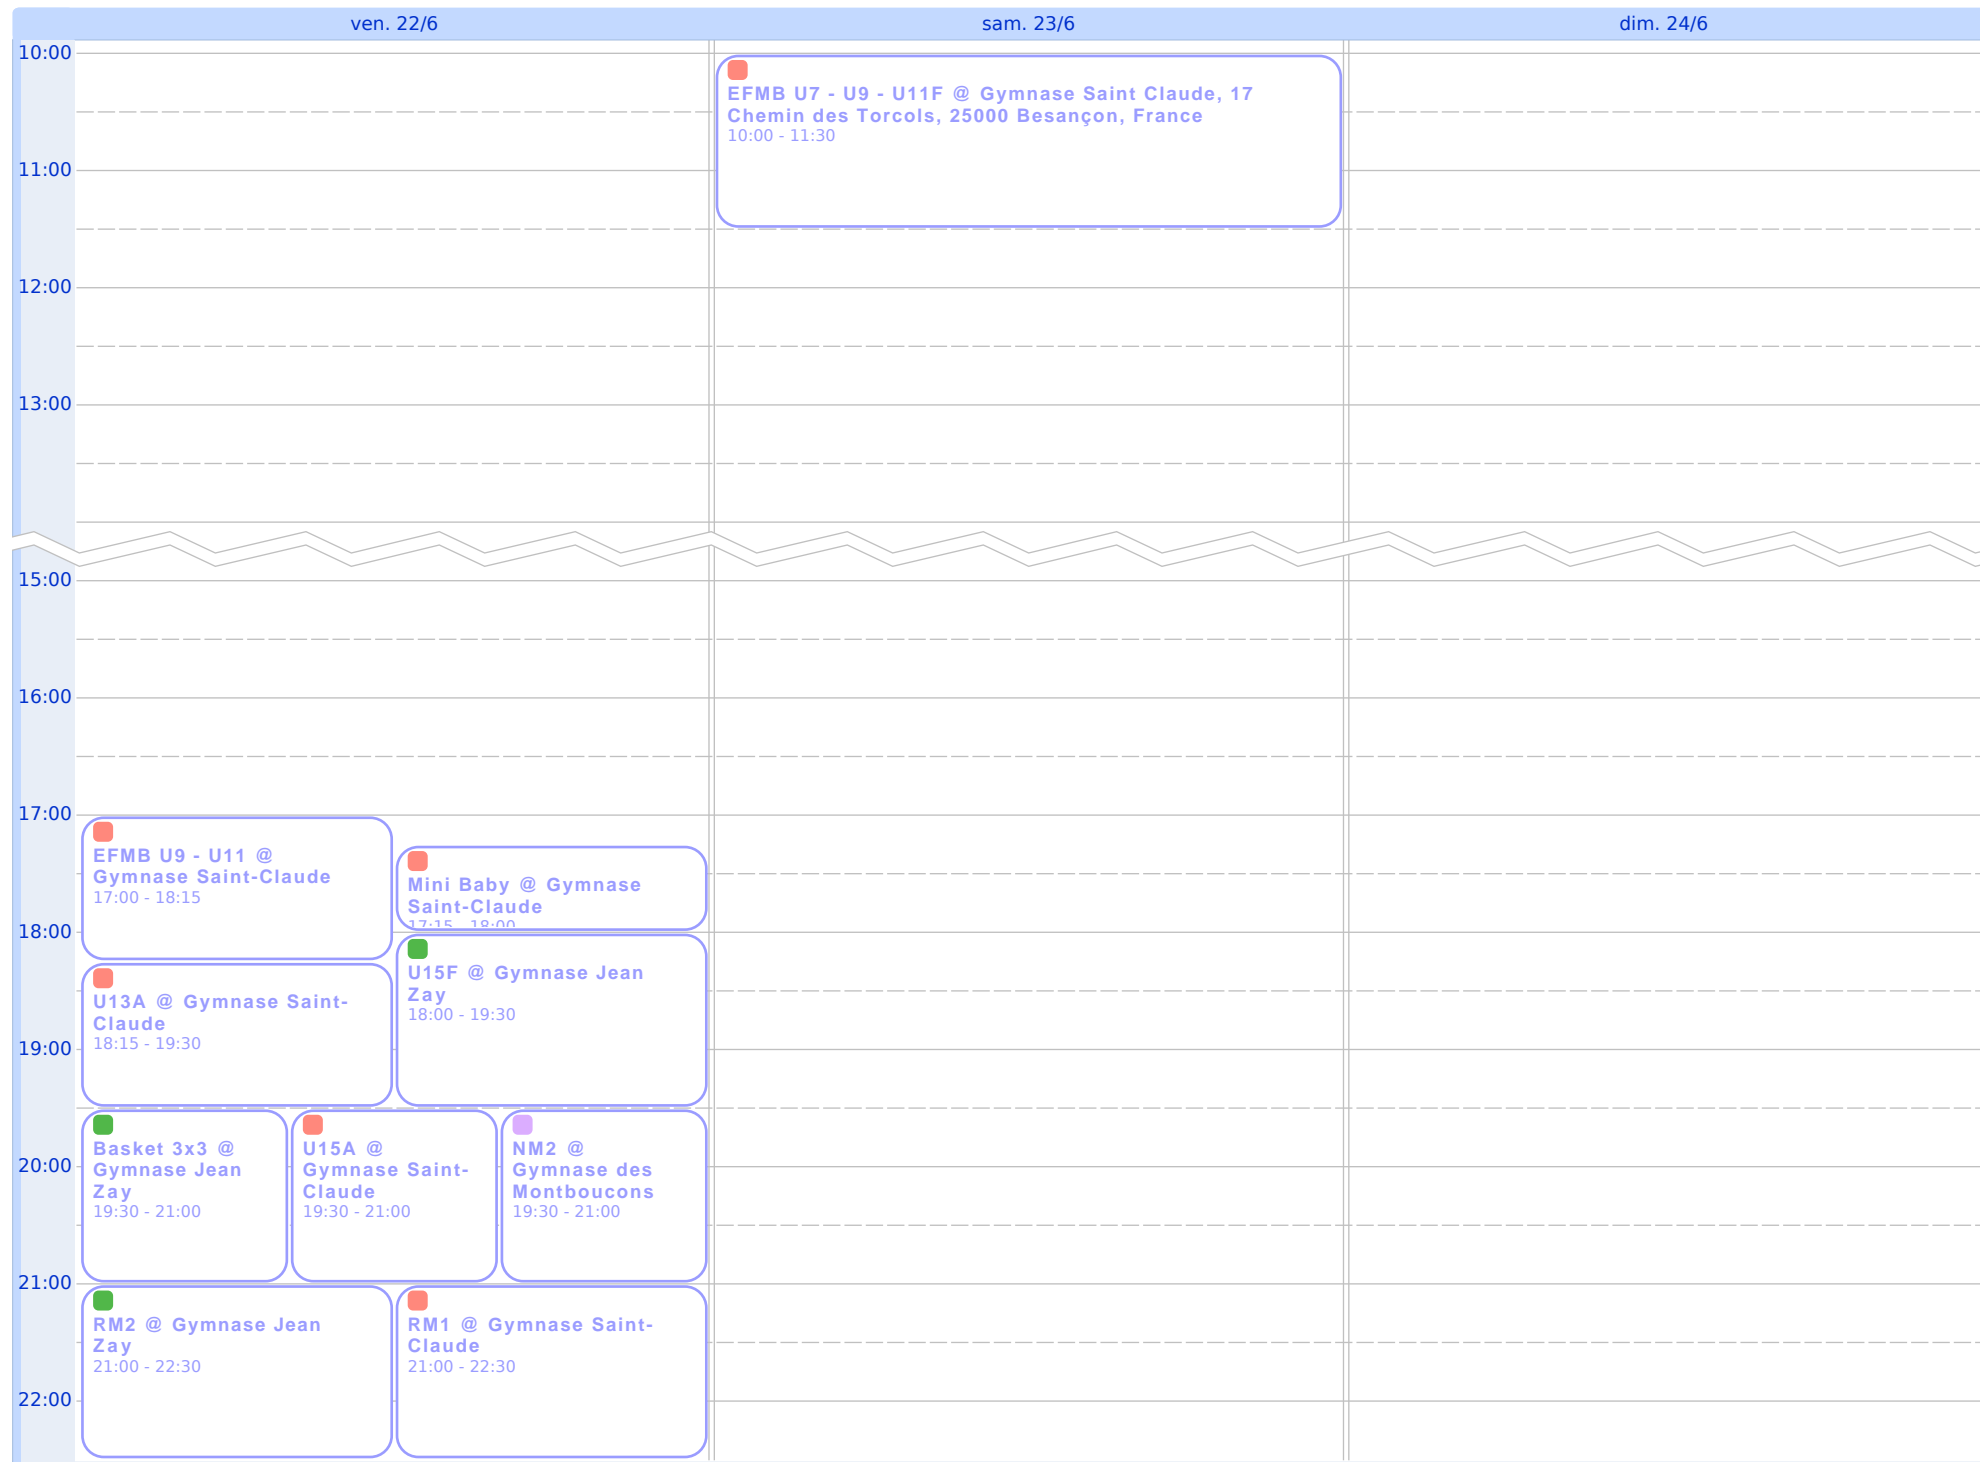 ven. 22/6
sam. 23/6
dim. 24/6
10:00
EFMB U7 - U9 - U11F @ Gymnase Saint Claude, 17
Chemin des Torcols, 25000 Besançon, France
10:00 - 11:30
11:00
12:00
13:00
15:00
16:00
17:00
EFMB U9 - U11 @
Gymnase Saint-Claude
17:00 - 18:15
Mini Baby @ Gymnase
Saint-Claude
17:15 - 18:00
18:00
U13A @ Gymnase Saint-
Claude
18:15 - 19:30
U15F @ Gymnase Jean
Zay
18:00 - 19:30
19:00
Basket 3x3 @
Gymnase Jean
Zay
19:30 - 21:00
U15A @
Gymnase Saint-
Claude
19:30 - 21:00
NM2 @
Gymnase des
Montboucons
19:30 - 21:00
20:00
21:00
RM2 @ Gymnase Jean
Zay
21:00 - 22:30
RM1 @ Gymnase Saint-
Claude
21:00 - 22:30
22:00